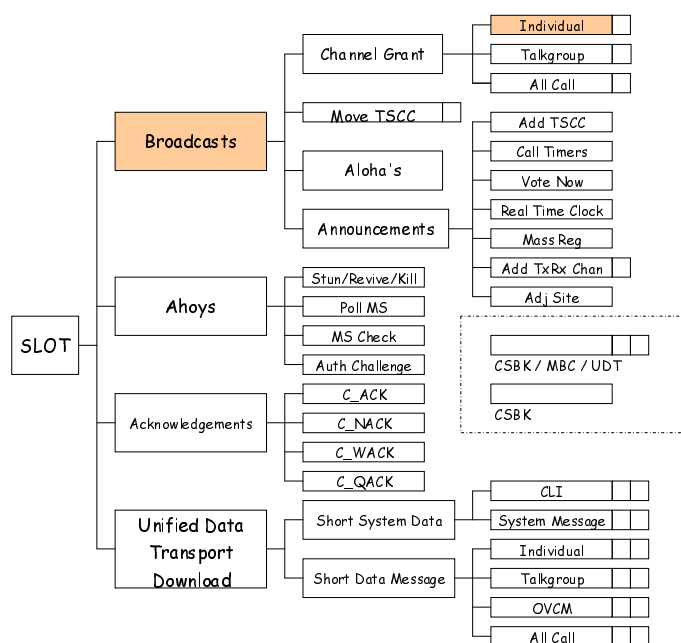 SLOT
Broadcasts
Channel Grant
Individual
Talkgroup
All Call
Move TSCC
Aloha's
Announcements
Add TSCC
Call Timers
Vote Now
Real Time Clock
Mass Reg
Add TxRx Chan
Adj Site
Ahoys
Stun/Revive/Kill
Poll MS
MS Check
Auth Challenge
Acknowledgements
C_ACK
C_NACK
C_WACK
C_QACK
Unified Data
Transport
Download
Short System Data
CLI
System Message
Short Data Message
Individual
Talkgroup
OVCM
All Call
CSBK / MBC / UDT
CSBK